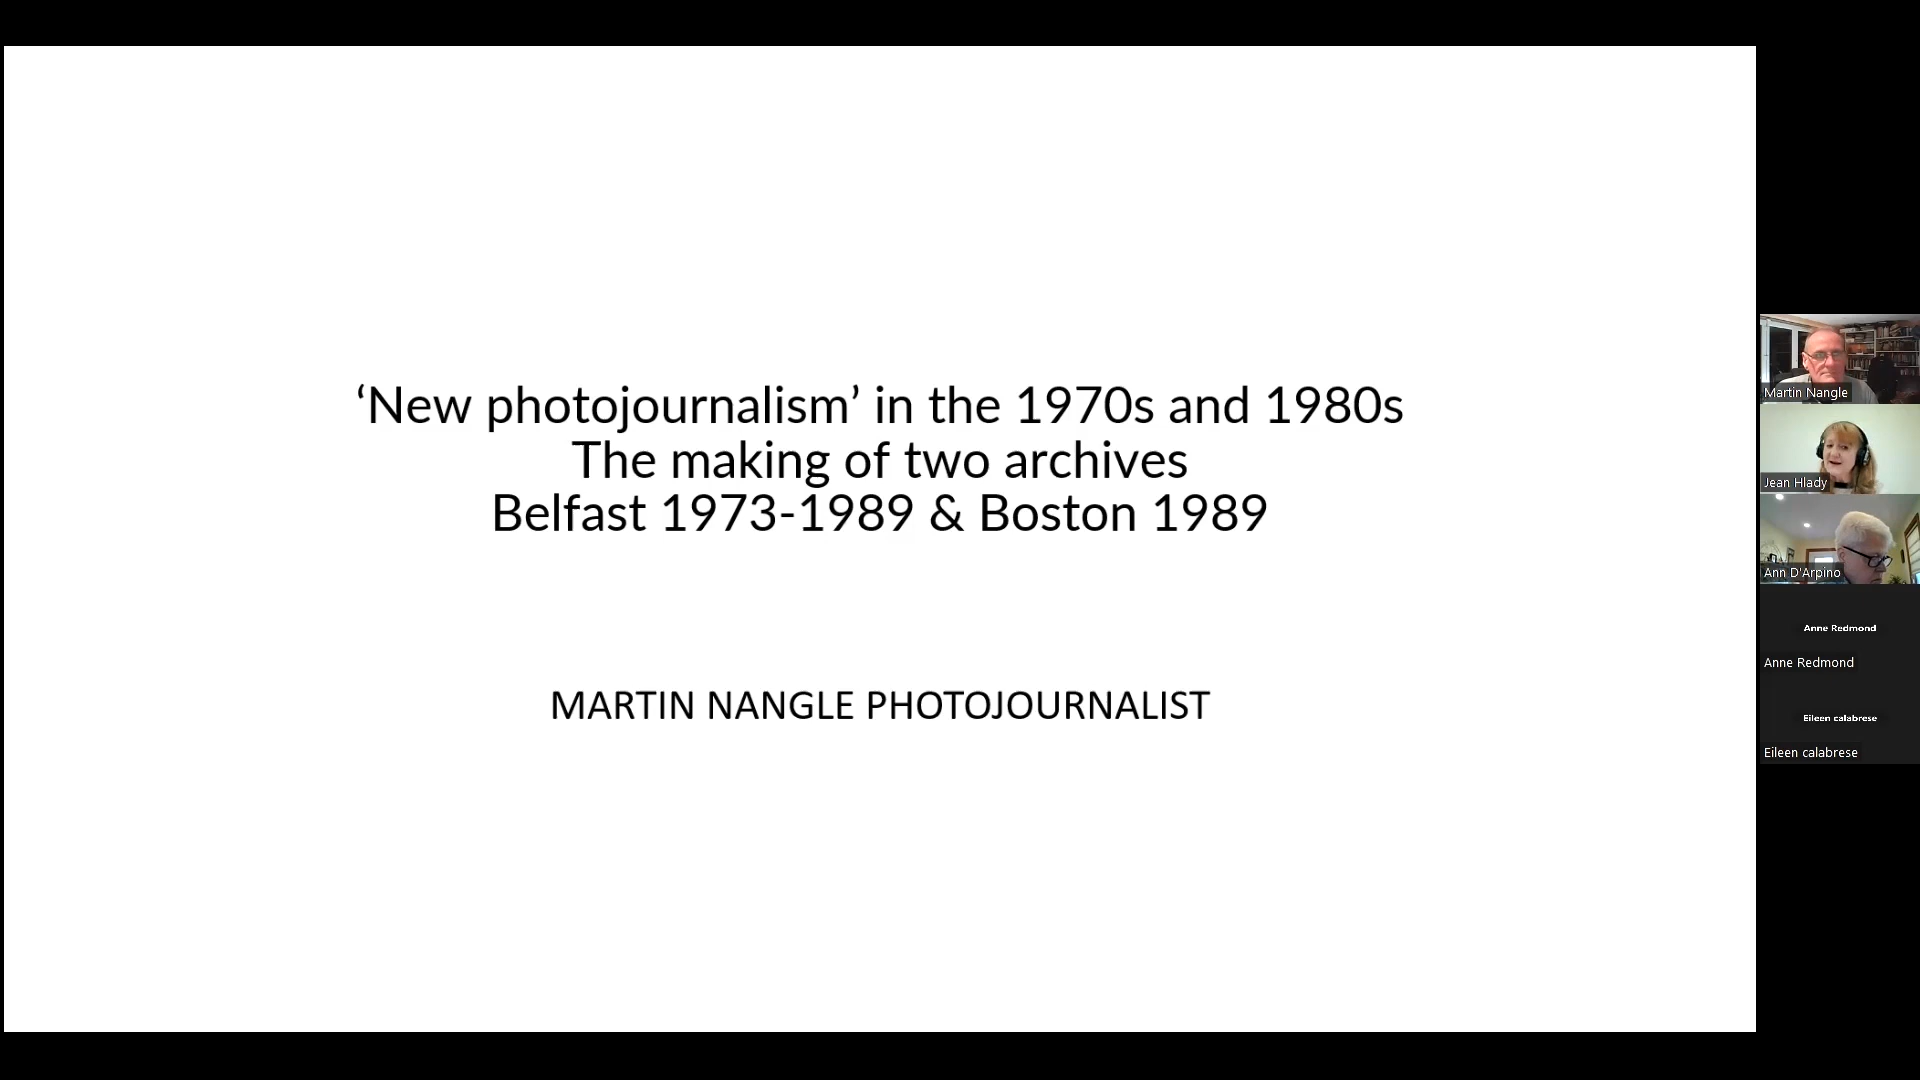 ‘New photojournalism’ in the 1970s and 1980s
The making of two archives
Belfast 1973-1989 & Boston 1989
MARTIN NANGLE PHOTOJOURNALIST
Martin Nangle
Jean Hlady
Ann D'Arpino
Anne Redmond
Anne Redmond
Eileen calabrese
Eileen calabrese